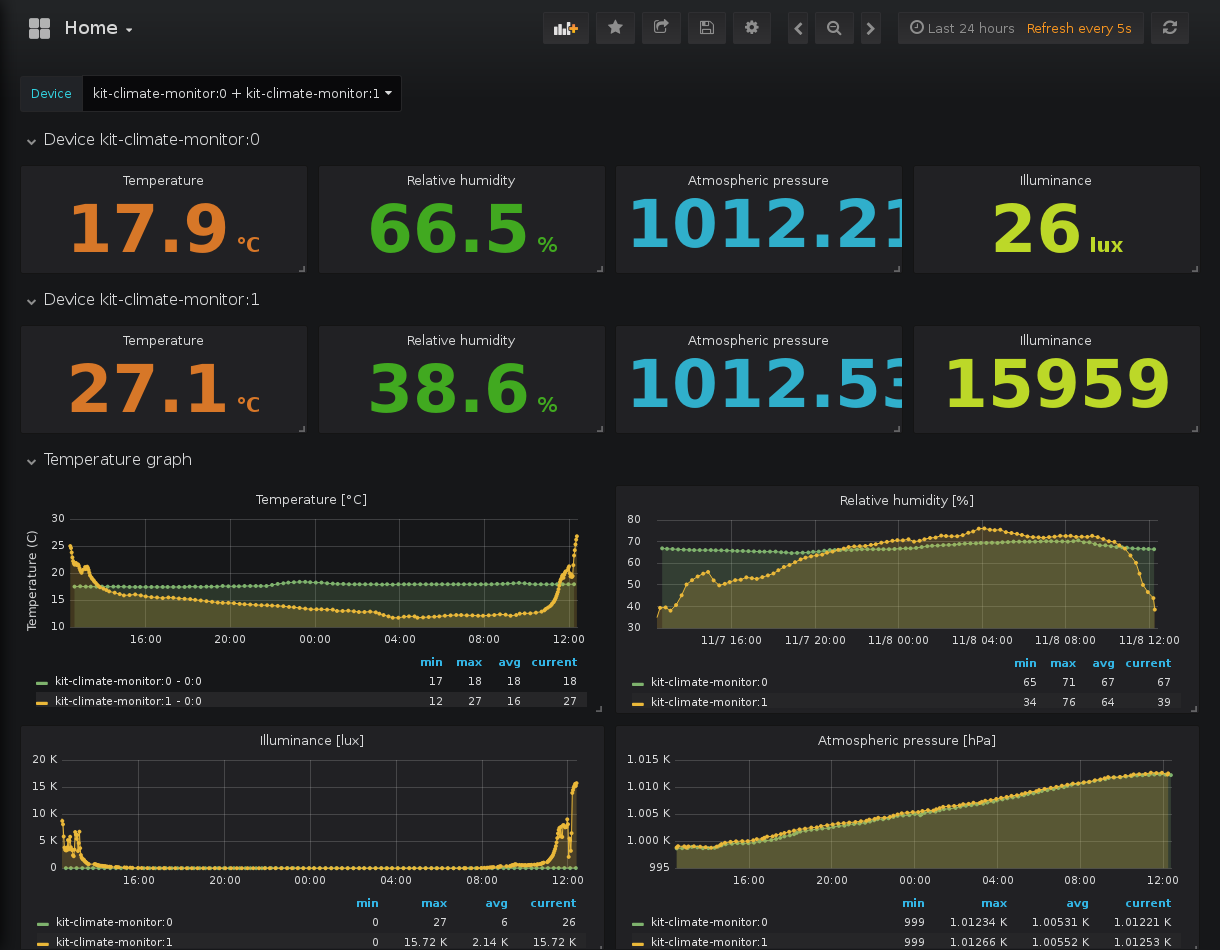 Home
Last 24 hours Refresh every 5s
Device kit-climate-monitor:0 + kit-climate-monitor:1
Device kit-climate-monitor:0
Temperature Relative humidity Atmospheric pressure Illuminance
17.9 °C 66.5 % 1012.21 26 lux
Device kit-climate-monitor:1
Temperature Relative humidity Atmospheric pressure Illuminance
27.1 °C 38.6 % 1012.53 15959
Temperature graph
Temperature [°C]
Temperature (C)
30
25
20
15
10
16:00 20:00 00:00 04:00 08:00 12:00
min max avg current
kit-climate-monitor:0 - 0:0 17 18 18 18
kit-climate-monitor:1 - 0:0 12 27 16 27
Relative humidity [%]
80
70
60
50
40
30
11/7 16:00 11/7 20:00 11/8 00:00 11/8 04:00 11/8 08:00 11/8 12:00
min max avg current
kit-climate-monitor:0 65 71 67 67
kit-climate-monitor:1 34 76 64 39
Illuminance [lux]
20 K
15 K
10 K
5 K
0
16:00 20:00 00:00 04:00 08:00 12:00
min max avg current
kit-climate-monitor:0 0 27 6 26
kit-climate-monitor:1 0 15.72 K 2.14 K 15.72 K
Atmospheric pressure [hPa]
1.015 K
1.010 K
1.005 K
1.000 K
995
16:00 20:00 00:00 04:00 08:00 12:00
min max avg current
kit-climate-monitor:0 999 1.01234 K 1.00531 K 1.01221 K
kit-climate-monitor:1 999 1.01266 K 1.00552 K 1.01253 K